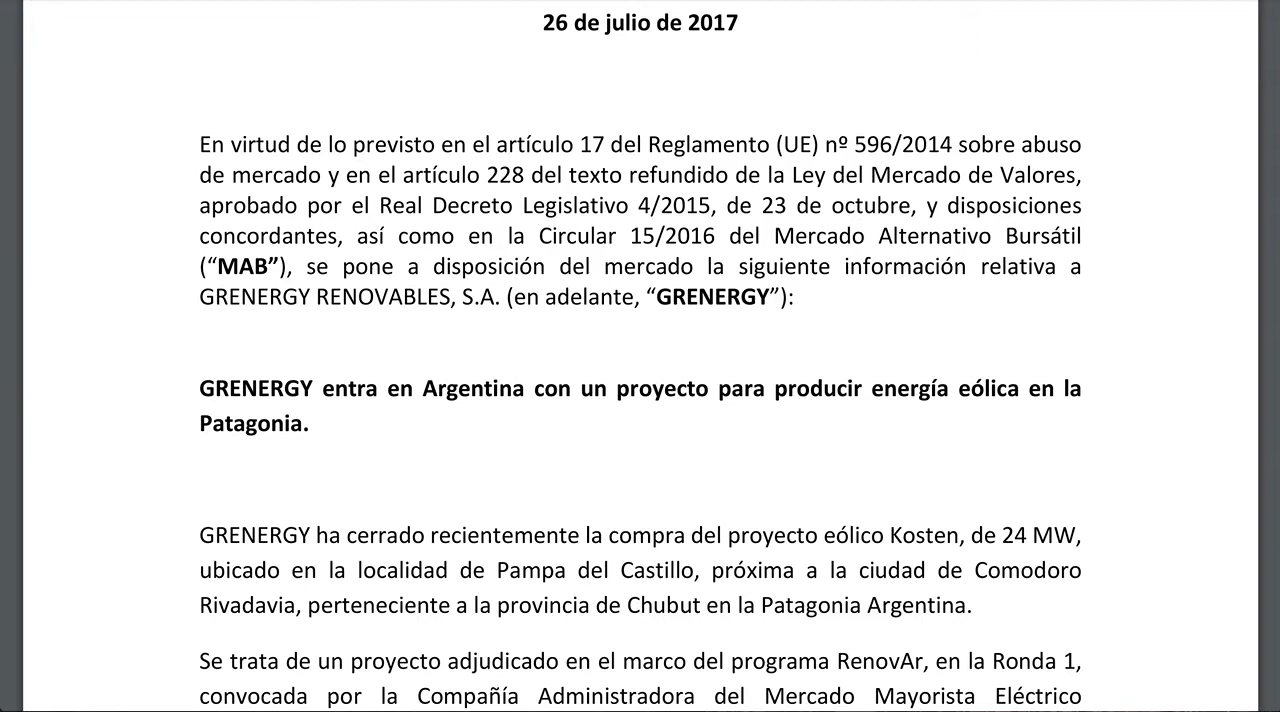 26 de julio de 2017
En virtud de lo previsto en el artículo 17 del Reglamento (UE) nº 596/2014 sobre abuso
de mercado y en el artículo 228 del texto refundido de la Ley del Mercado de Valores,
aprobado por el Real Decreto Legislativo 4/2015, de 23 de octubre, y disposiciones
concordantes, así como en la Circular 15/2016 del Mercado Alternativo Bursátil
(“MAB”), se pone a disposición del mercado la siguiente información relativa a
GRENERGY RENOVABLES, S.A. (en adelante, “GRENERGY”):
GRENERGY entra en Argentina con un proyecto para producir energía eólica en la
Patagonia.
GRENERGY ha cerrado recientemente la compra del proyecto eólico Kosten, de 24 MW,
ubicado en la localidad de Pampa del Castillo, próxima a la ciudad de Comodoro
Rivadavia, perteneciente a la provincia de Chubut en la Patagonia Argentina.
Se trata de un proyecto adjudicado en el marco del programa RenovAr, en la Ronda 1,
convocada por la Compañía Administradora del Mercado Mayorista Eléctrico